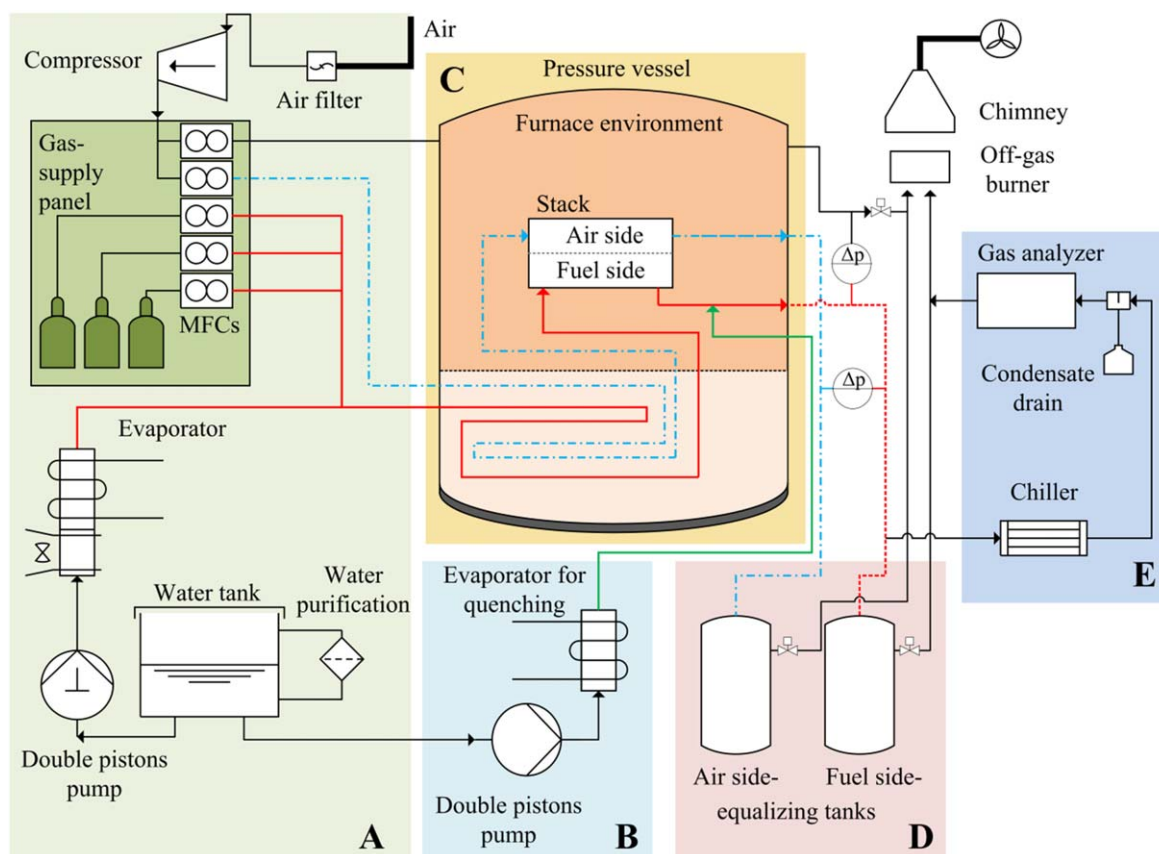 Air
Compressor
Air filter
C
Pressure vessel
Furnace environment
Chimney
Off-gas
burner
Gas-
supply
panel
MFCs
Stack
Air side
Fuel side
Δp
Δp
Gas analyzer
Condensate
drain
Chiller
E
Evaporator
Water tank
Water
purification
Double pistons
pump
A
Evaporator for
quenching
Double pistons
pump
B
Air side-
Fuel side-
equalizing tanks
D